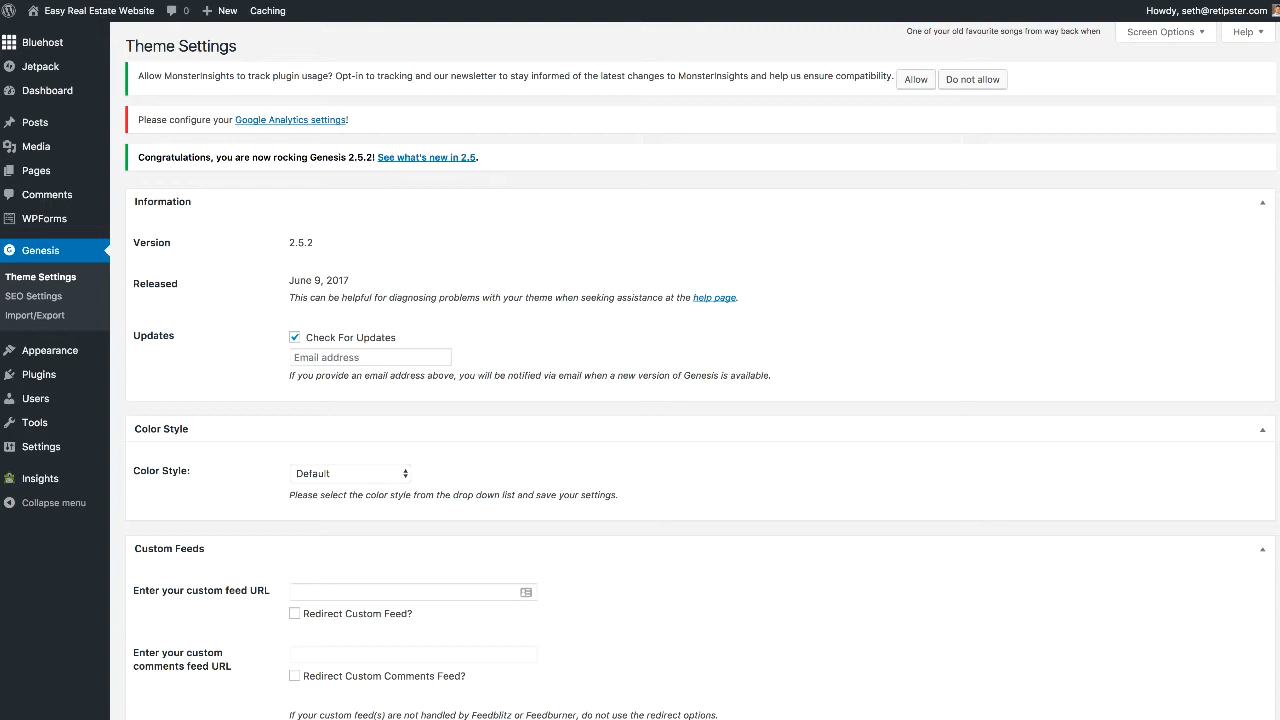 Easy Real Estate Website 0 New Caching Howdy, seth@retipster.com
Bluehost
Jetpack
Dashboard
Posts
Media
Pages
Comments
WPForms
Genesis
Theme Settings
SEO Settings
Import/Export
Appearance
Plugins
Users
Tools
Settings
Insights
Collapse menu
One of your old favourite songs from way back when Screen Options Help
Theme Settings
Allow MonsterInsights to track plugin usage? Opt-in to tracking and our newsletter to stay informed of the latest changes to MonsterInsights and help us ensure compatibility. Allow Do not allow
Please configure your Google Analytics settings!
Congratulations, you are now rocking Genesis 2.5.2! See what's new in 2.5.
Information
Version 2.5.2
Released June 9, 2017
This can be helpful for diagnosing problems with your theme when seeking assistance at the help page.
Updates Check For Updates
Email address
If you provide an email address above, you will be notified via email when a new version of Genesis is available.
Color Style
Color Style: Default
Please select the color style from the drop down list and save your settings.
Custom Feeds
Enter your custom feed URL
Redirect Custom Feed?
Enter your custom
comments feed URL
Redirect Custom Comments Feed?
If your custom feed(s) are not handled by Feedblitz or Feedburner, do not use the redirect options.